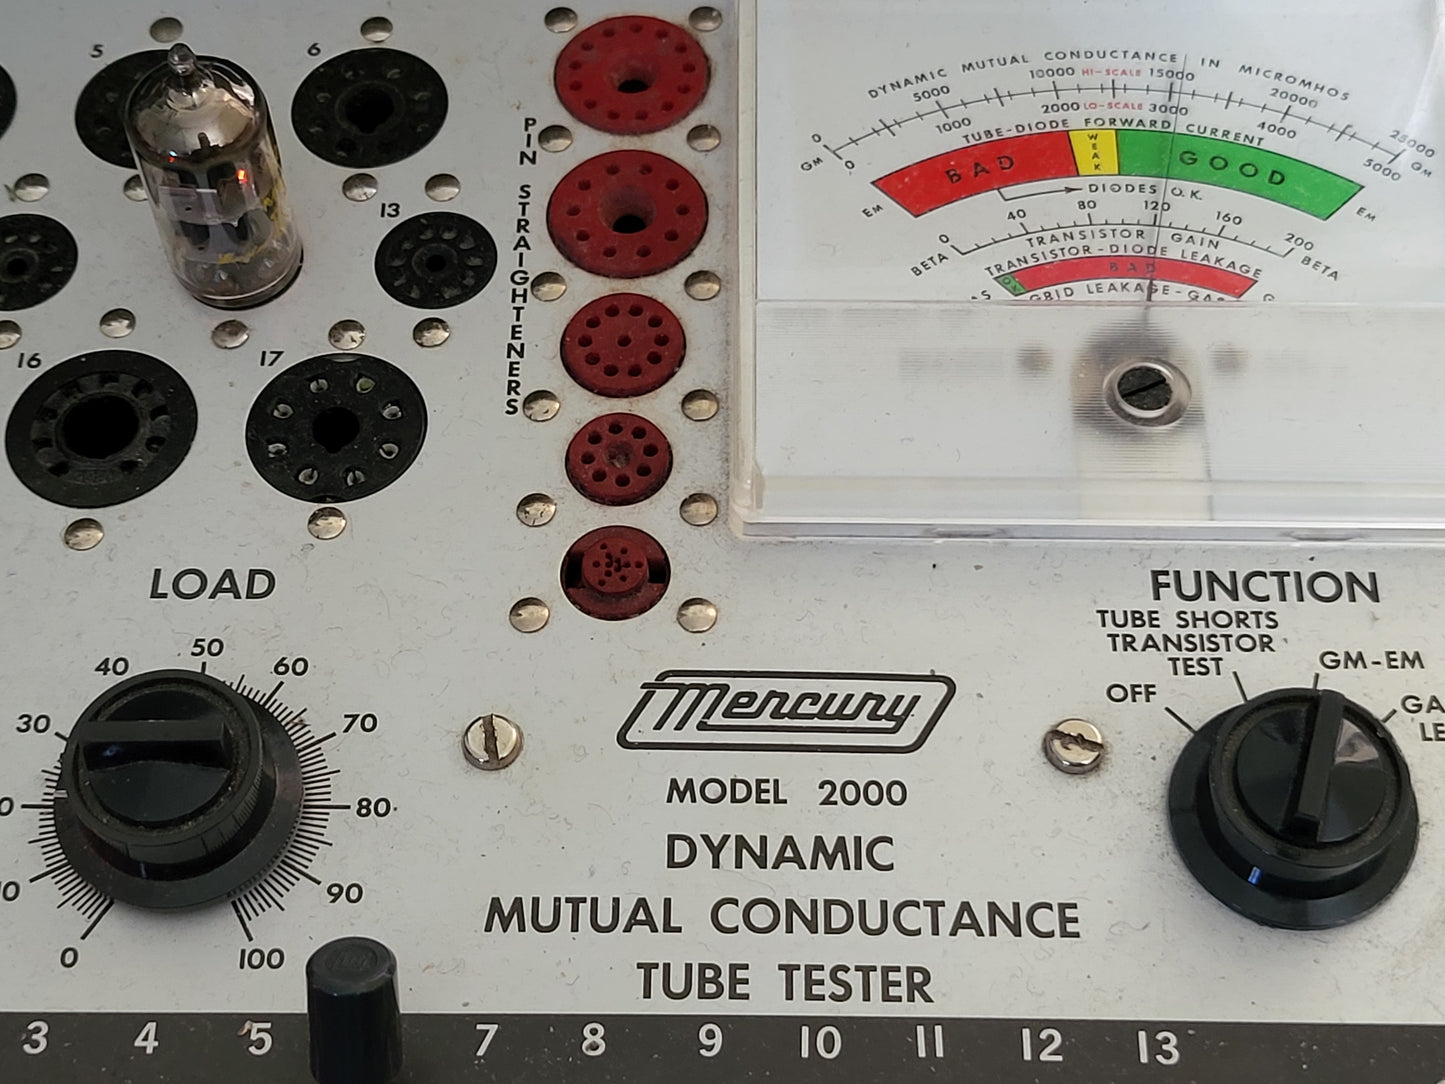 5
6
13
16
17
PIN STRAIGHTENERS
DYNAMIC MUTUAL CONDUCTANCE IN MICROMHOS
0 5000 10000 HI-SCALE 15000 20000 25000
GM GM
0 1000 2000 LO-SCALE 3000 4000 5000
TUBE-DIODE FORWARD CURRENT
EM BAD WEAK GOOD EM
DIODES O.K.
0 40 80 120 160 200
BETA TRANSISTOR GAIN BETA
TRANSISTOR-DIODE LEAKAGE
BAD
GRID LEAKAGE-GAS
LOAD
0
30
40
50
60
70
80
90
100
FUNCTION
OFF
TUBE SHORTS
TRANSISTOR
TEST
GM-EM
GA
LE
Mercury
MODEL 2000
DYNAMIC
MUTUAL CONDUCTANCE
TUBE TESTER
3 4 5 7 8 9 10 11 12 13